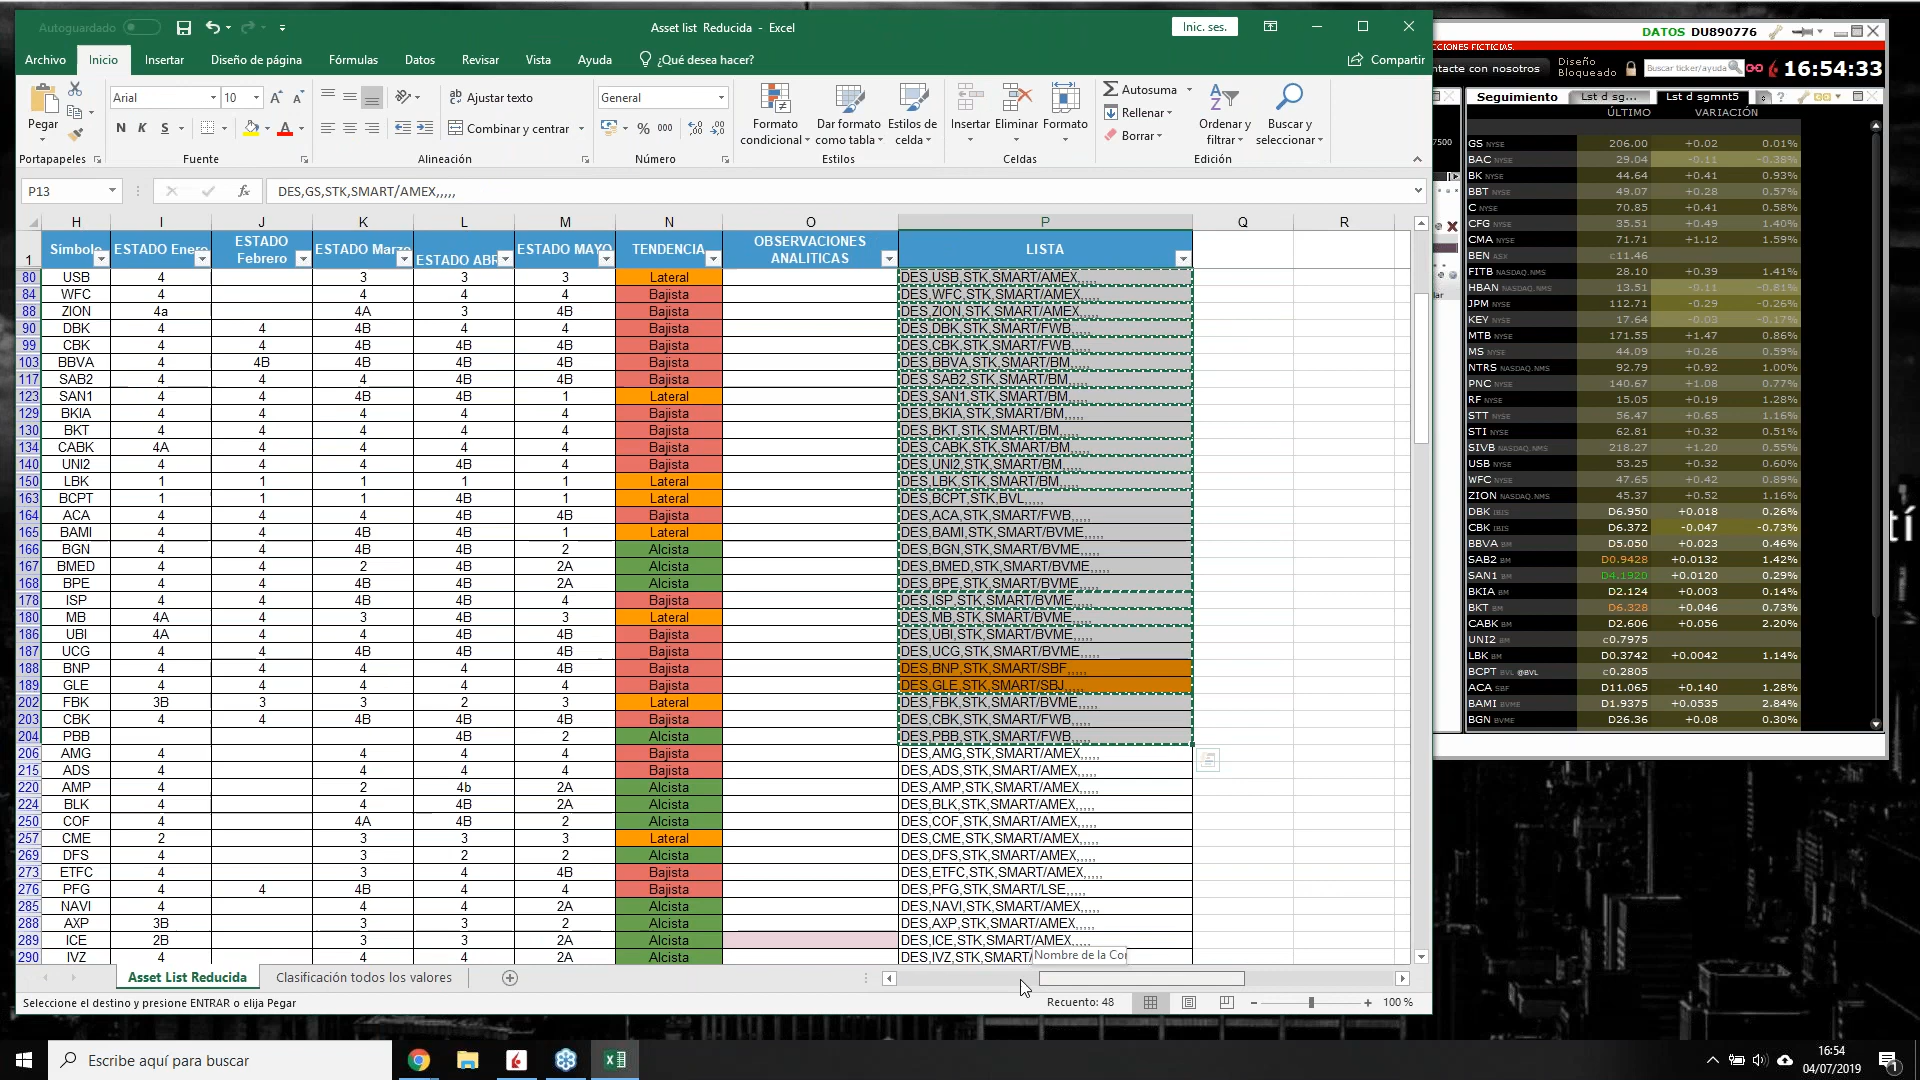 Autoguardado
Asset list Reducida - Excel
Inic. ses.
Archivo Inicio Insertar Diseño de página Fórmulas Datos Revisar Vista Ayuda ¿Qué desea hacer? Compartir
Pegar
Portapapeles
Arial 10
N K S
Fuente
Ajustar texto
Combinar y centrar
Alineación
General
% 000
Número
Formato condicional
Dar formato como tabla
Estilos de celda
Estilos
Insertar Eliminar Formato
Celdas
Autosuma
Rellenar
Borrar
Ordenar y filtrar
Buscar y seleccionar
Edición
P13 fx DES,GS,STK,SMART/AMEX,,,,,
H I J K L M N O P Q R
1 Símbolo ESTADO Enero ESTADO Febrero ESTADO Marzo ESTADO ABR ESTADO MAYO TENDENCIA OBSERVACIONES ANALITICAS LISTA
80 USB 4 3 3 3 Lateral DES,USB,STK,SMART/AMEX,,,,,
84 WFC 4 4 4 4 Bajista DES,WFC,STK,SMART/AMEX,,,,,
88 ZION 4a 4A 3 4B Bajista DES,ZION,STK,SMART/AMEX,,,,,
90 DBK 4 4 4B 4 4 Bajista DES,DBK,STK,SMART/FWB,,,,,
99 CBK 4 4 4B 4B 4B Bajista DES,CBK,STK,SMART/FWB,,,,,
103 BBVA 4 4B 4B 4B 4B Bajista DES,BBVA,STK,SMART/BM,,,,,
117 SAB2 4 4 4 4B 4B Bajista DES,SAB2,STK,SMART/BM,,,,,
123 SAN1 4 4 4B 4B 1 Lateral DES,SAN1,STK,SMART/BM,,,,,
129 BKIA 4 4 4 4 4 Bajista DES,BKIA,STK,SMART/BM,,,,,
130 BKT 4 4 4 4 4 Bajista DES,BKT,STK,SMART/BM,,,,,
134 CABK 4A 4 4 4 4 Bajista DES,CABK,STK,SMART/BM,,,,,
140 UNI2 4 4 4 4B 4 Bajista DES,UNI2,STK,SMART/BM,,,,,
150 LBK 1 1 1 1 1 Lateral DES,LBK,STK,SMART/BM,,,,,
163 BCPT 1 1 1 4B 1 Lateral DES,BCPT,STK,BVL,,,,,
164 ACA 4 4 4 4B 4B Bajista DES,ACA,STK,SMART/FWB,,,,,
165 BAMI 4 4 4B 4B 1 Lateral DES,BAMI,STK,SMART/BVME,,,,,
166 BGN 4 4 4B 4B 2 Alcista DES,BGN,STK,SMART/BVME,,,,,
167 BMED 4 4 2 4B 2A Alcista DES,BMED,STK,SMART/BVME,,,,,
168 BPE 4 4 4B 4B 2A Alcista DES,BPE,STK,SMART/BVME,,,,,
178 ISP 4 4 4B 4B 4 Bajista DES,ISP,STK,SMART/BVME,,,,,
180 MB 4A 4 3 4B 3 Lateral DES,MB,STK,SMART/BVME,,,,,
186 UBI 4A 4 4 4B 4B Bajista DES,UBI,STK,SMART/BVME,,,,,
187 UCG 4 4 4 4B 4B Bajista DES,UCG,STK,SMART/BVME,,,,,
188 BNP 4 4 4 4 4B Bajista DES,BNP,STK,SMART/SBF,,,,,
189 GLE 4 4 4 4 4 Bajista DES,GLE,STK,SMART/SBJ,,,,,
202 FBK 3B 3 3 2 3 Lateral DES,FBK,STK,SMART/BVME,,,,,
203 CBK 4 4 4B 4B 4B Bajista DES,CBK,STK,SMART/FWB,,,,,
204 PBB 4B 2 Alcista DES,PBB,STK,SMART/FWB,,,,,
206 AMG 4 4 4 4 Bajista DES,AMG,STK,SMART/AMEX,,,,,
215 ADS 4 4 4 4 Bajista DES,ADS,STK,SMART/AMEX,,,,,
220 AMP 4 2 4b 2A Alcista DES,AMP,STK,SMART/AMEX,,,,,
224 BLK 4 4 4B 2A Alcista DES,BLK,STK,SMART/AMEX,,,,,
250 COF 4 4A 4B 2 Alcista DES,COF,STK,SMART/AMEX,,,,,
257 CME 2 3 3 3 Lateral DES,CME,STK,SMART/AMEX,,,,,
269 DFS 4 3 2 2 Alcista DES,DFS,STK,SMART/AMEX,,,,,
273 ETFC 4 3 4 4B Bajista DES,ETFC,STK,SMART/AMEX,,,,,
276 PFG 4 4 4B 4 4 Bajista DES,PFG,STK,SMART/LSE,,,,,
285 NAVI 4 4 4 2A Alcista DES,NAVI,STK,SMART/AMEX,,,,,
288 AXP 3B 3 3 2 Alcista DES,AXP,STK,SMART/AMEX,,,,,
289 ICE 2B 3 3 2A Alcista DES,ICE,STK,SMART/AMEX,,,,,
290 IVZ 4 4 4 2A Alcista DES,IVZ,STK,SMART/
Nombre de la Cor
Asset List Reducida Clasificación todos los valores
Seleccione el destino y presione ENTRAR o elija Pegar Recuento: 48 100 %
DATOS DU890776
CCIONES FICTICIAS.
ntacte con nosotros Diseño Bloqueado Buscar ticker/ayuda 16:54:33
7500
Seguimiento Lst d sg... Lst d sgmnt5
ÚLTIMO VARIACIÓN
GS NYSE 206.00 +0.02 0.01%
BAC NYSE 29.04 -0.11 -0.38%
BK NYSE 44.64 +0.41 0.93%
BBT NYSE 49.07 +0.28 0.57%
C NYSE 70.85 +0.41 0.58%
CFG NYSE 35.51 +0.49 1.40%
CMA NYSE 71.71 +1.12 1.59%
BEN ASX c11.46
FITB NASDAQ.NMS 28.10 +0.39 1.41%
HBAN NASDAQ.NMS 13.51 -0.11 -0.81%
JPM NYSE 112.71 -0.29 -0.26%
KEY NYSE 17.64 -0.03 -0.17%
MTB NYSE 171.55 +1.47 0.86%
MS NYSE 44.09 +0.26 0.59%
NTRS NASDAQ.NMS 92.79 +0.92 1.00%
PNC NYSE 140.67 +1.08 0.77%
RF NYSE 15.05 +0.19 1.28%
STT NYSE 56.47 +0.65 1.16%
STI NYSE 62.81 +0.32 0.51%
SIVB NASDAQ.NMS 218.27 +1.20 0.55%
USB NYSE 53.25 +0.32 0.60%
WFC NYSE 47.65 +0.42 0.89%
ZION NASDAQ.NMS 45.37 +0.52 1.16%
DBK IBIS D6.950 +0.018 0.26%
CBK IBIS D6.372 -0.047 -0.73%
BBVA BM D5.050 +0.023 0.46%
SAB2 BM D0.9428 +0.0132 1.42%
SAN1 BM D4.1920 +0.0120 0.29%
BKIA BM D2.124 +0.003 0.14%
BKT BM D6.328 +0.046 0.73%
CABK BM D2.606 +0.056 2.20%
UNI2 BM c0.7975
LBK BM D0.3742 +0.0042 1.14%
BCPT BVL @BVL c0.2805
ACA SBF D11.065 +0.140 1.28%
BAMI BVME D1.9375 +0.0535 2.84%
BGN BVME D26.36 +0.08 0.30%
tí
Escribe aquí para buscar
16:54
04/07/2019
1